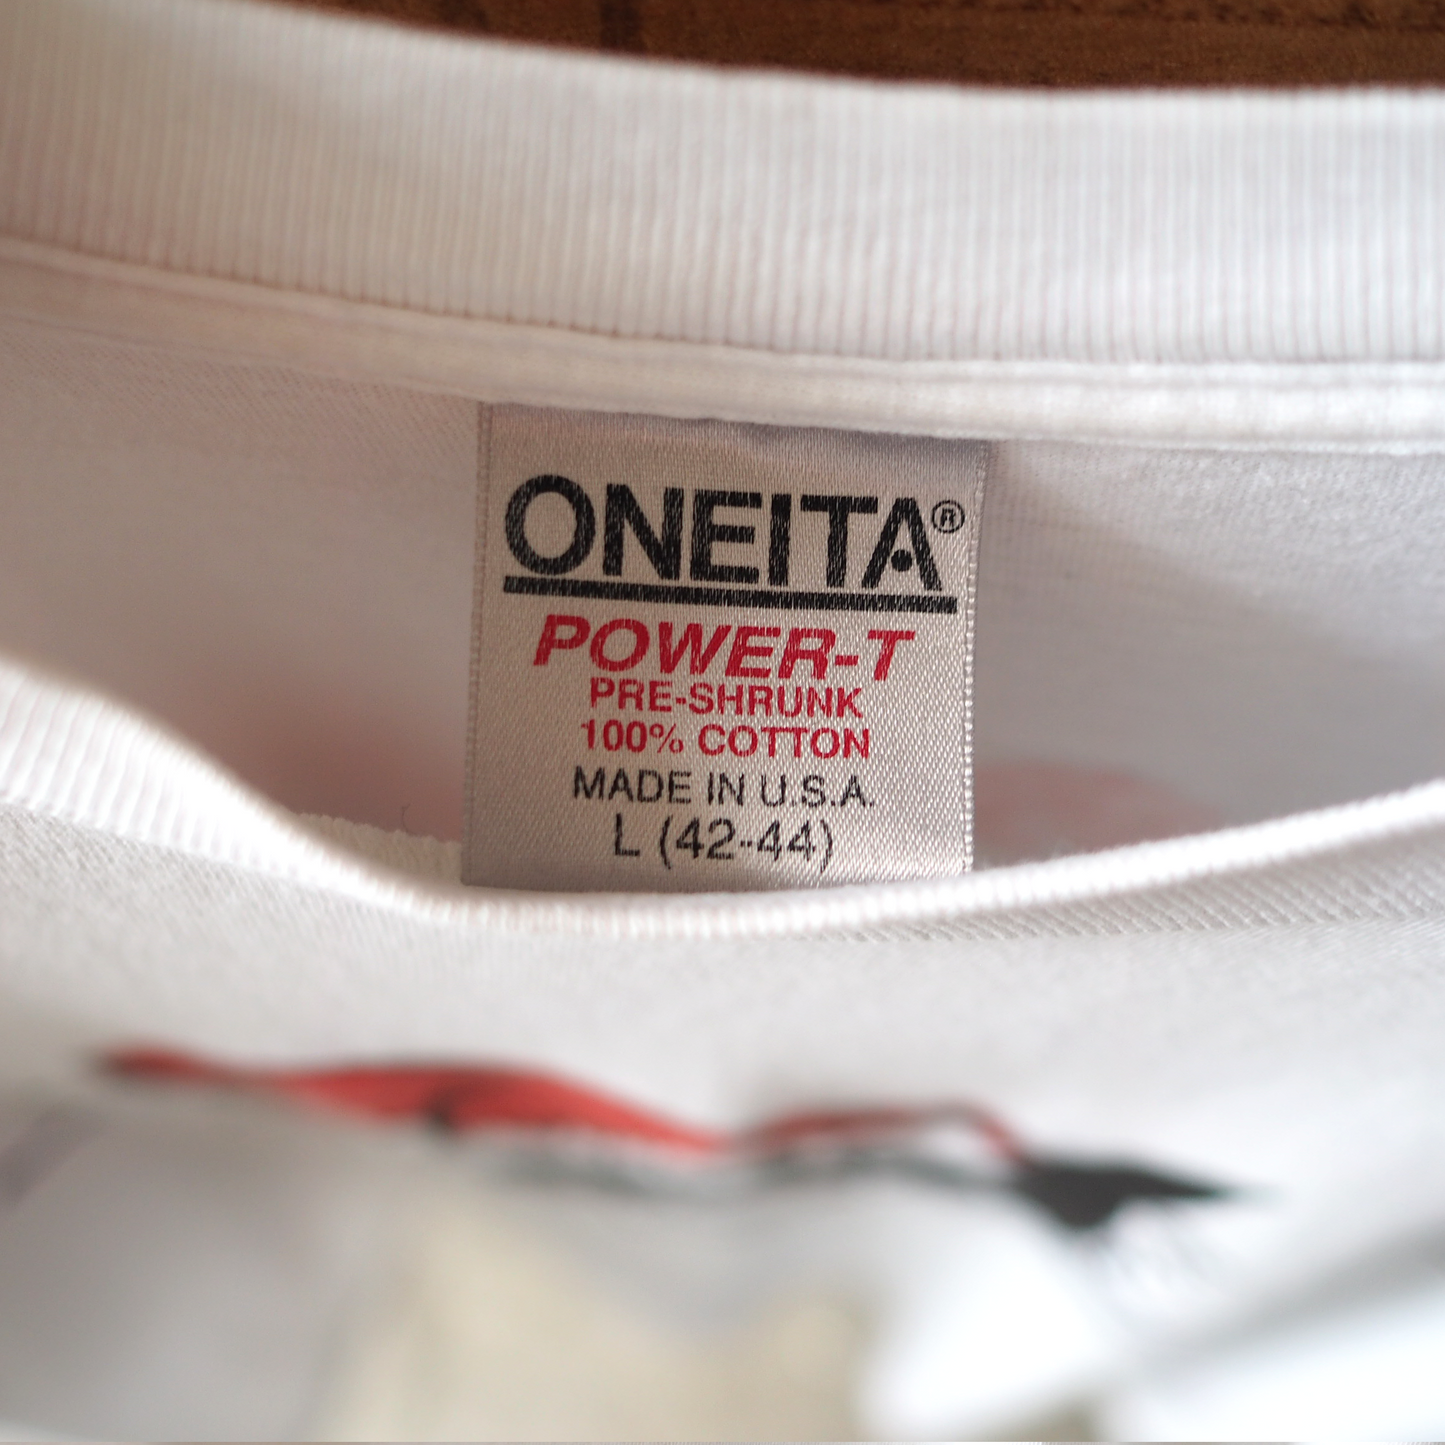 ONEITA®
POWER-T
PRE-SHRUNK
100% COTTON
MADE IN U.S.A.
L (42-44)